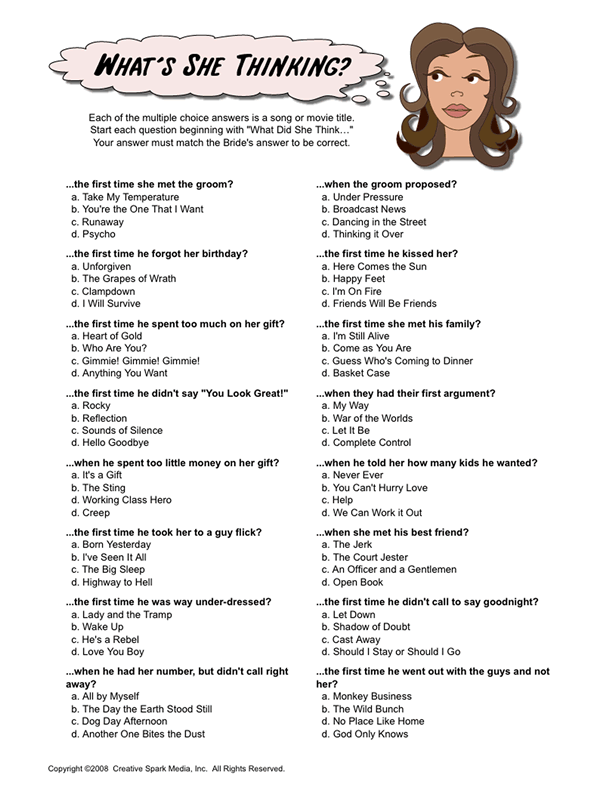 WHAT'S SHE THINKING?
Each of the multiple choice answers is a song or movie title.
Start each question beginning with "What Did She Think…"
Your answer must match the Bride's answer to be correct.
...the first time she met the groom?
a. Take My Temperature
b. You're the One That I Want
c. Runaway
d. Psycho
...the first time he forgot her birthday?
a. Unforgiven
b. The Grapes of Wrath
c. Clampdown
d. I Will Survive
...the first time he spent too much on her gift?
a. Heart of Gold
b. Who Are You?
c. Gimmie! Gimmie! Gimmie!
d. Anything You Want
...the first time he didn't say "You Look Great!"
a. Rocky
b. Reflection
c. Sounds of Silence
d. Hello Goodbye
...when he spent too little money on her gift?
a. It's a Gift
b. The Sting
d. Working Class Hero
d. Creep
...the first time he took her to a guy flick?
a. Born Yesterday
b. I've Seen It All
c. The Big Sleep
d. Highway to Hell
...the first time he was way under-dressed?
a. Lady and the Tramp
b. Wake Up
c. He's a Rebel
d. Love You Boy
...when he had her number, but didn't call right
away?
a. All by Myself
b. The Day the Earth Stood Still
c. Dog Day Afternoon
d. Another One Bites the Dust
...when the groom proposed?
a. Under Pressure
b. Broadcast News
c. Dancing in the Street
d. Thinking it Over
...the first time he kissed her?
a. Here Comes the Sun
b. Happy Feet
c. I'm On Fire
d. Friends Will Be Friends
...the first time she met his family?
a. I'm Still Alive
b. Come as You Are
c. Guess Who's Coming to Dinner
d. Basket Case
...when they had their first argument?
a. My Way
b. War of the Worlds
c. Let It Be
d. Complete Control
...when he told her how many kids he wanted?
a. Never Ever
b. You Can't Hurry Love
c. Help
d. We Can Work it Out
...when she met his best friend?
a. The Jerk
b. The Court Jester
c. An Officer and a Gentlemen
d. Open Book
...the first time he didn't call to say goodnight?
a. Let Down
b. Shadow of Doubt
c. Cast Away
d. Should I Stay or Should I Go
...the first time he went out with the guys and not
her?
a. Monkey Business
b. The Wild Bunch
d. No Place Like Home
d. God Only Knows
Copyright ©2008 Creative Spark Media, Inc. All Rights Reserved.